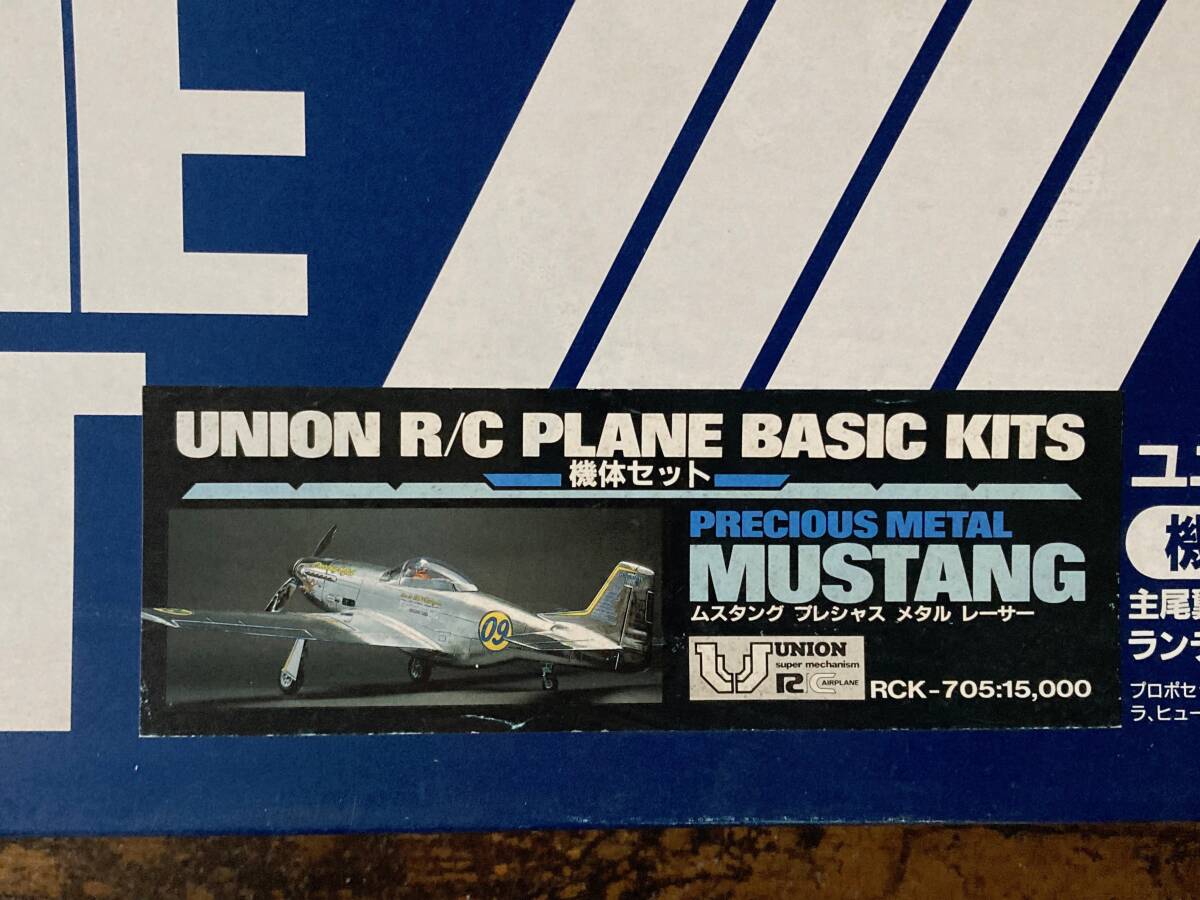 E
T
UNION R/C PLANE BASIC KITS
機体セット
PRECIOUS METAL
MUSTANG
ムスタング プレシャス メタル レーサー
09
UNION
super mechanism
RC AIRPLANE
RCK-705:15,000
ユ
機
主尾
ラン
プロポセ
ラ、ヒュー